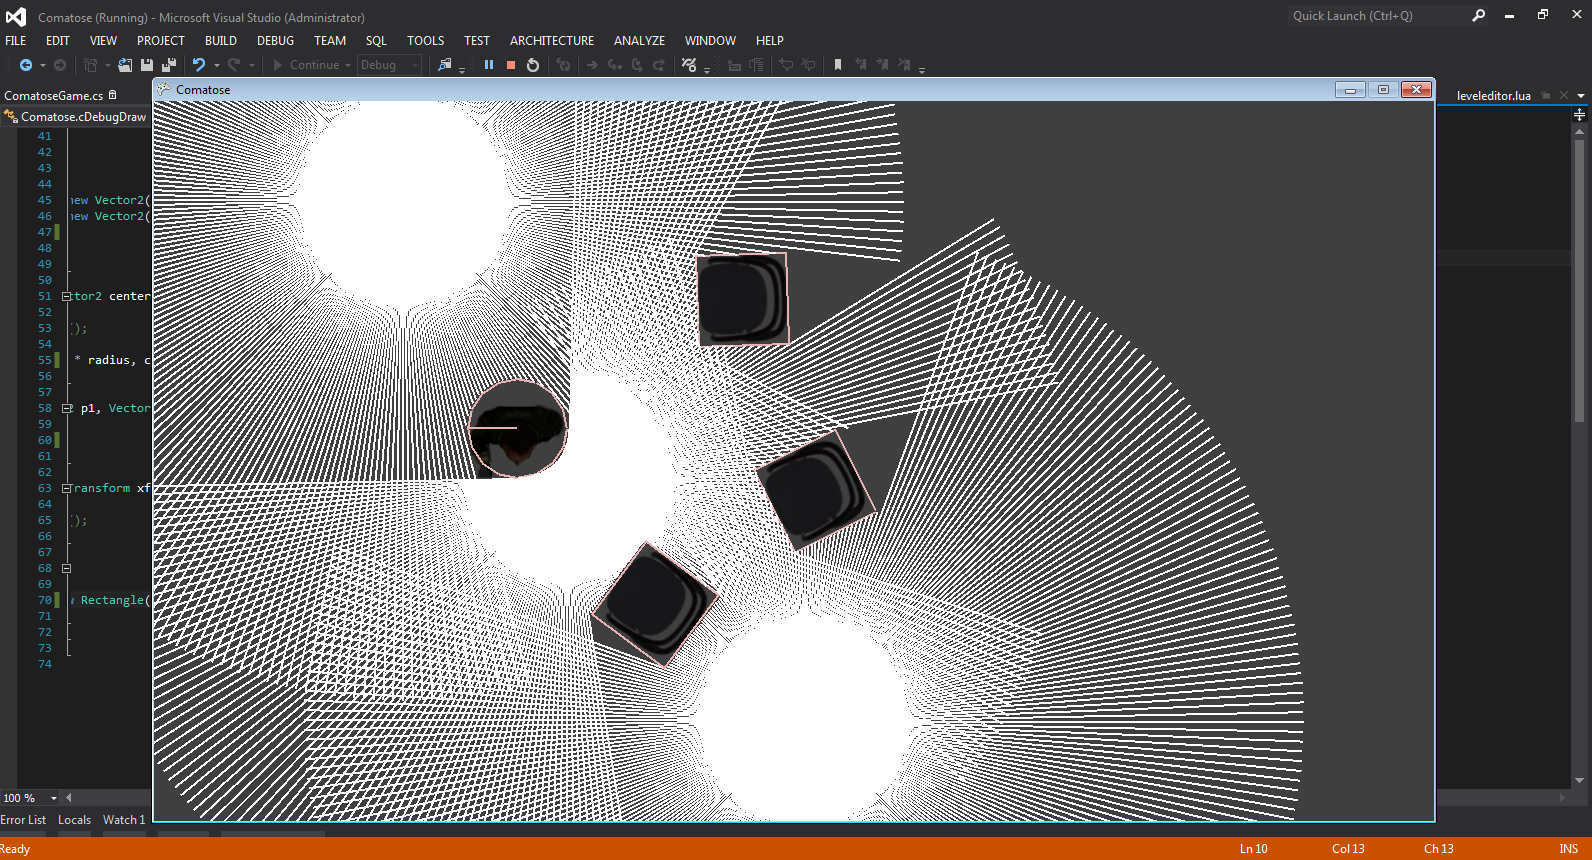 Comatose (Running) - Microsoft Visual Studio (Administrator)
Quick Launch (Ctrl+Q)
FILE EDIT VIEW PROJECT BUILD DEBUG TEAM SQL TOOLS TEST ARCHITECTURE ANALYZE WINDOW HELP
Continue Debug
Comatose
ComatoseGame.cs
leveleditor.lua
Comatose.cDebugDraw
41
42
43
44
45 new Vector2(
46 new Vector2(
47
48
49
50
51 ctor2 center
52
53 );
54
55 * radius, c
56
57
58 2 p1, Vector
59
60
61
62
63 Transform xf
64
65 );
66
67
68
69
70 Rectangle(
71
72
73
74
100 %
Error List Locals Watch 1
Ready
Ln 10 Col 13 Ch 13 INS